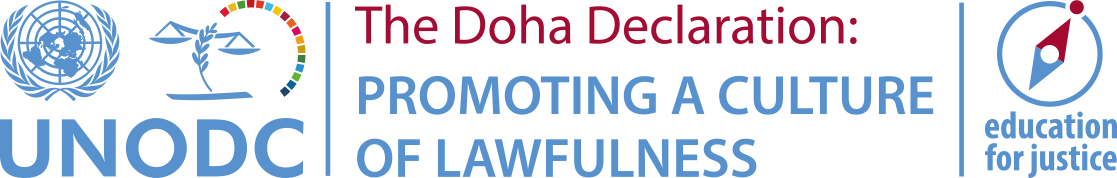 UNODC
The Doha Declaration:
PROMOTING A CULTURE
OF LAWFULNESS
education
for justice